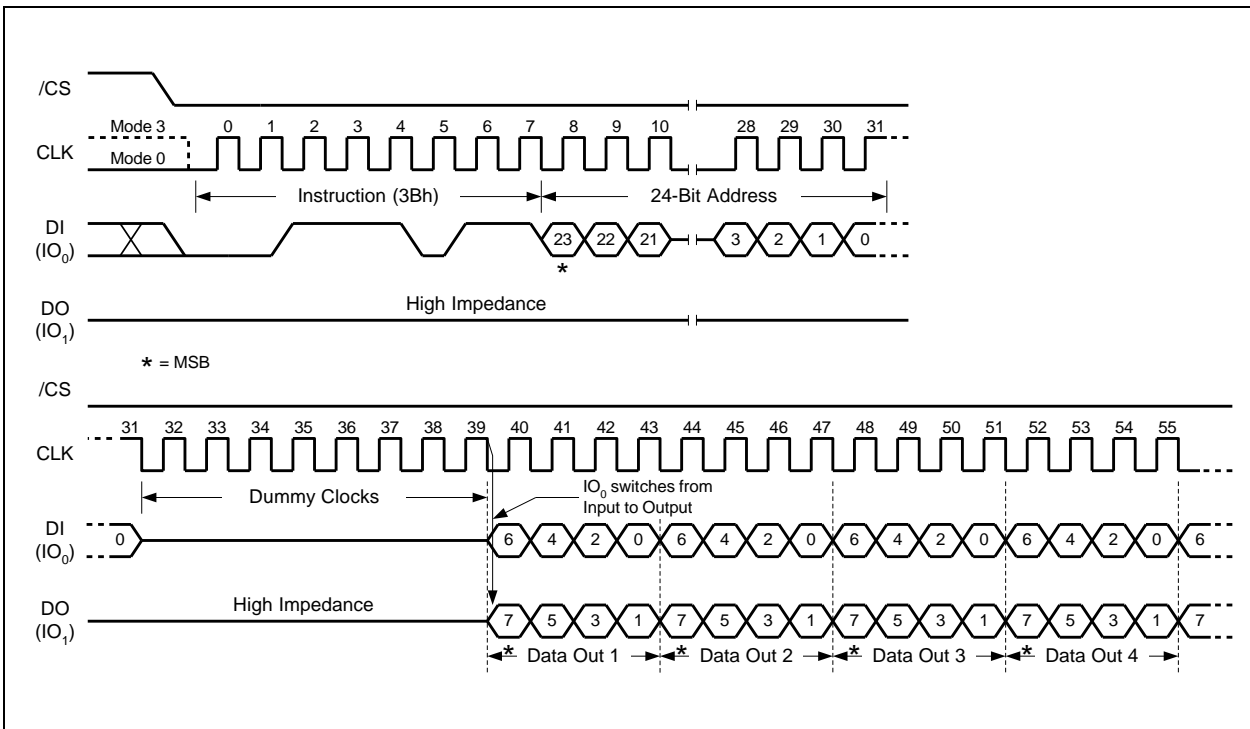 /CS
Mode 3 0 1 2 3 4 5 6 7 8 9 10 28 29 30 31
CLK
Mode 0
Instruction (3Bh) 24-Bit Address
DI
(IO0) 23 22 21 3 2 1 0
*
High Impedance
DO
(IO1)
* = MSB
/CS
31 32 33 34 35 36 37 38 39 40 41 42 43 44 45 46 47 48 49 50 51 52 53 54 55
CLK
Dummy Clocks
IO0 switches from
Input to Output
DI
(IO0) 0 6 4 2 0 6 4 2 0 6 4 2 0 6 4 2 0 6
High Impedance
DO
(IO1) 7 5 3 1 7 5 3 1 7 5 3 1 7 5 3 1 7
* Data Out 1 * Data Out 2 * Data Out 3 * Data Out 4